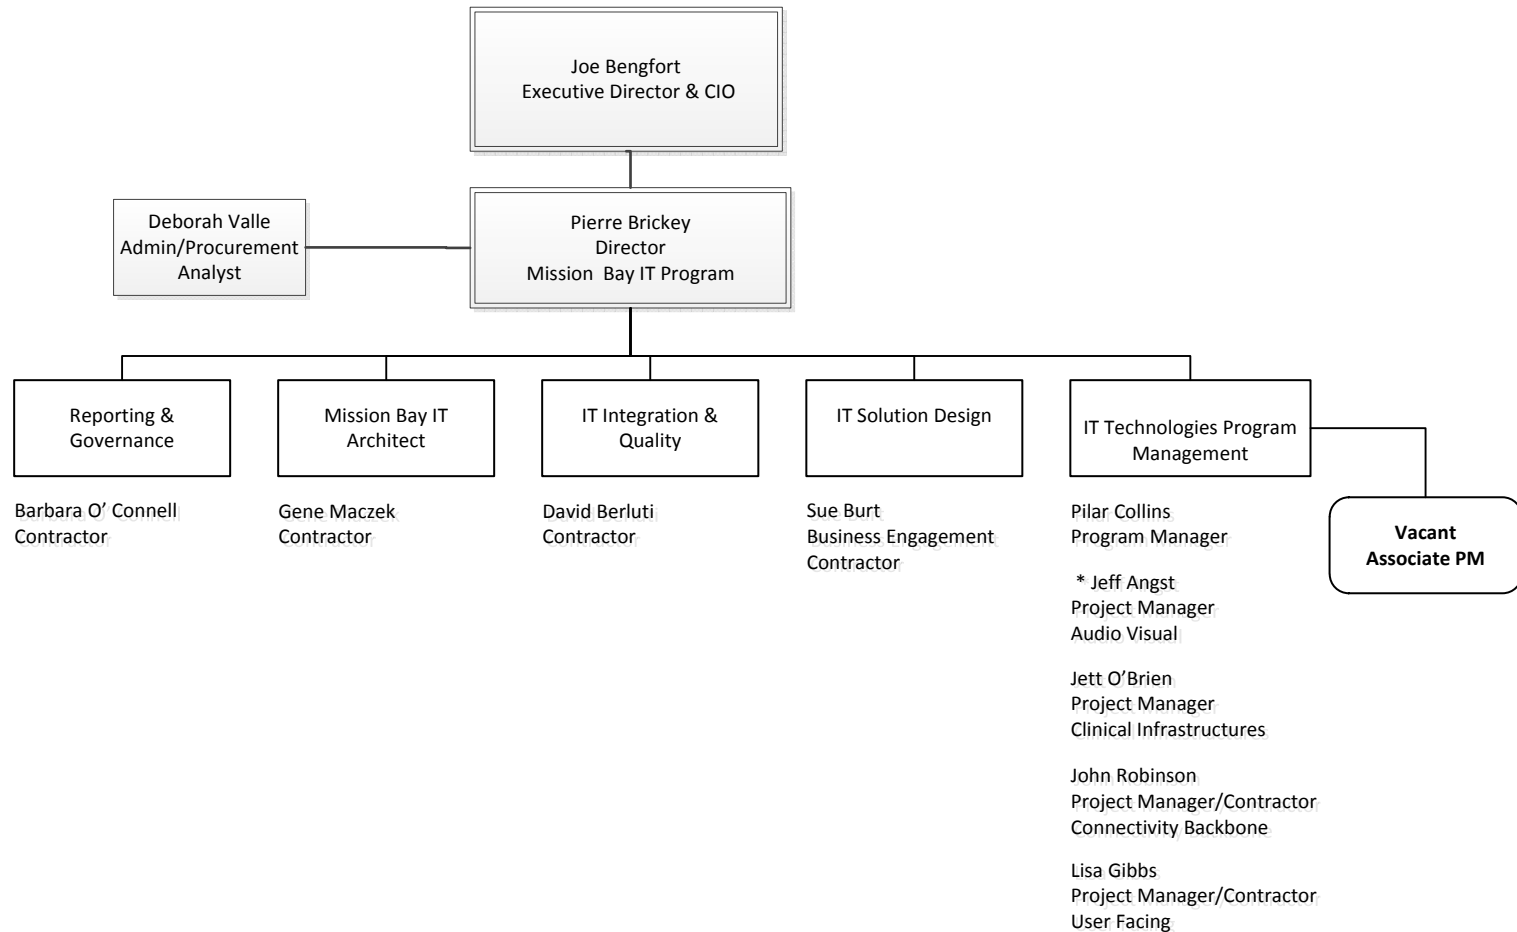 Joe Bengfort
Executive Director & CIO
Deborah Valle
Admin/Procurement
Analyst
Pierre Brickey
Director
Mission Bay IT Program
Reporting &
Governance
Mission Bay IT
Architect
IT Integration &
Quality
IT Solution Design
IT Technologies Program
Management
Barbara O’ Connell
Contractor
Gene Maczek
Contractor
David Berluti
Contractor
Sue Burt
Business Engagement
Contractor
Pilar Collins
Program Manager
* Jeff Angst
Project Manager
Audio Visual
Jett O’Brien
Project Manager
Clinical Infrastructures
John Robinson
Project Manager/Contractor
Connectivity Backbone
Lisa Gibbs
Project Manager/Contractor
User Facing
Vacant
Associate PM